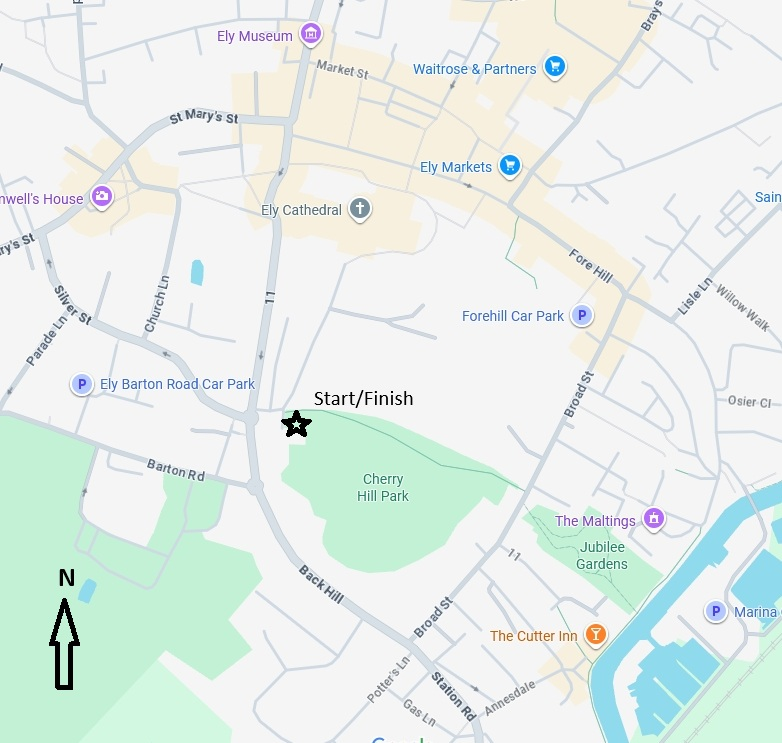 Ely Museum
Market St
Waitrose & Partners
Brays
St Mary's St
Ely Markets
nwell's House
Ely Cathedral
Sain
ry's St
Fore Hill
Silver St
Church Ln
11
Lisle Ln
Willow Walk
Forehill Car Park
P
Parade Ln
P
Ely Barton Road Car Park
Start/Finish
Broad St
Osier Cl
Barton Rd
Cherry
Hill Park
The Maltings
11
Jubilee
Gardens
N
Back Hill
Broad St
P
Marina
The Cutter Inn
Potter's Ln
Station Rd
Annesdale
Gas Ln